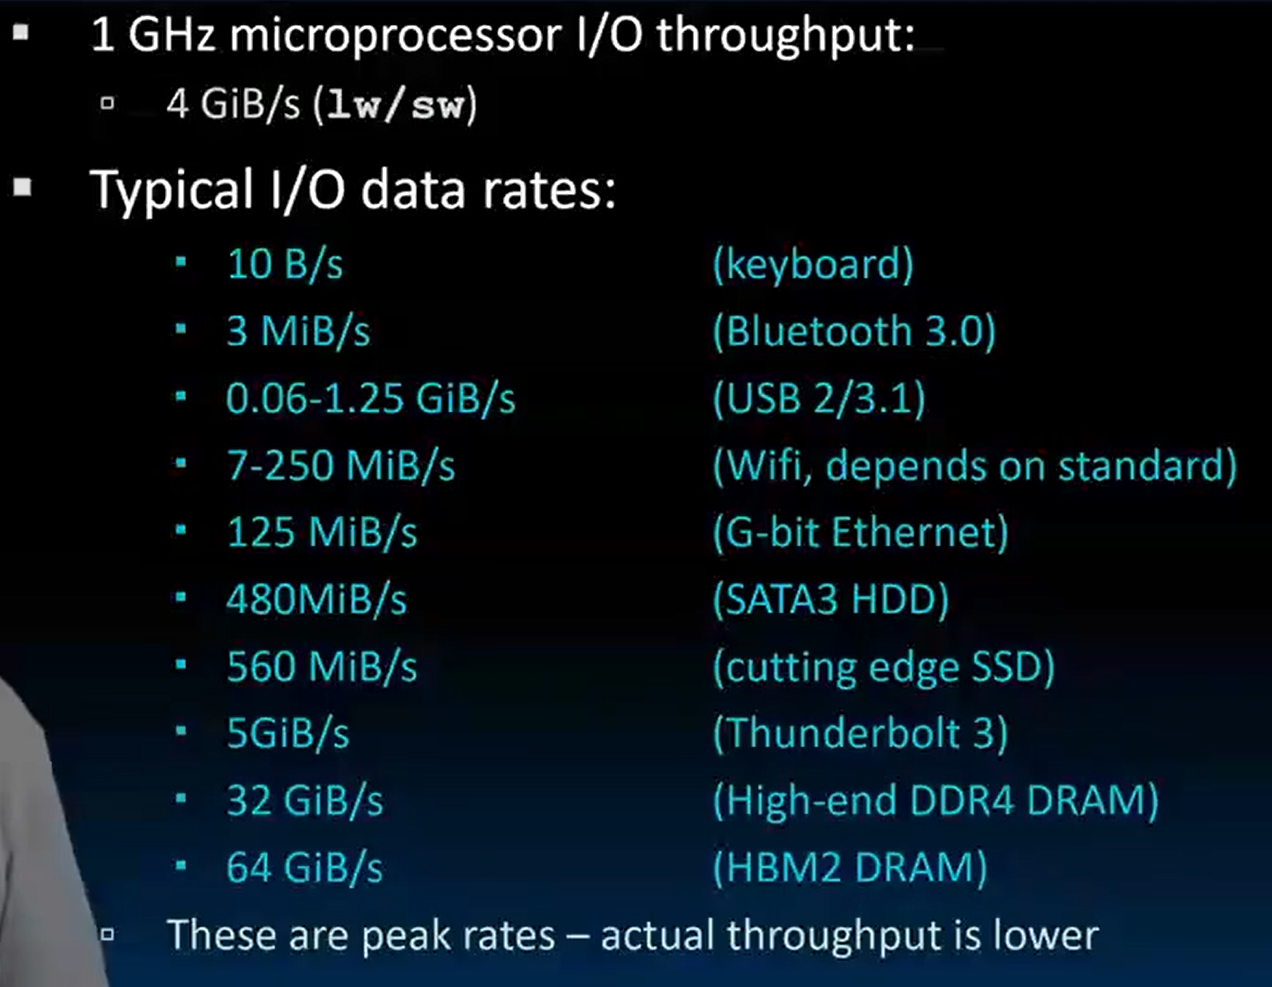 1 GHz microprocessor I/O throughput:
4 GiB/s (lw/sw)
Typical I/O data rates:
10 B/s (keyboard)
3 MiB/s (Bluetooth 3.0)
0.06-1.25 GiB/s (USB 2/3.1)
7-250 MiB/s (Wifi, depends on standard)
125 MiB/s (G-bit Ethernet)
480MiB/s (SATA3 HDD)
560 MiB/s (cutting edge SSD)
5GiB/s (Thunderbolt 3)
32 GiB/s (High-end DDR4 DRAM)
64 GiB/s (HBM2 DRAM)
These are peak rates – actual throughput is lower